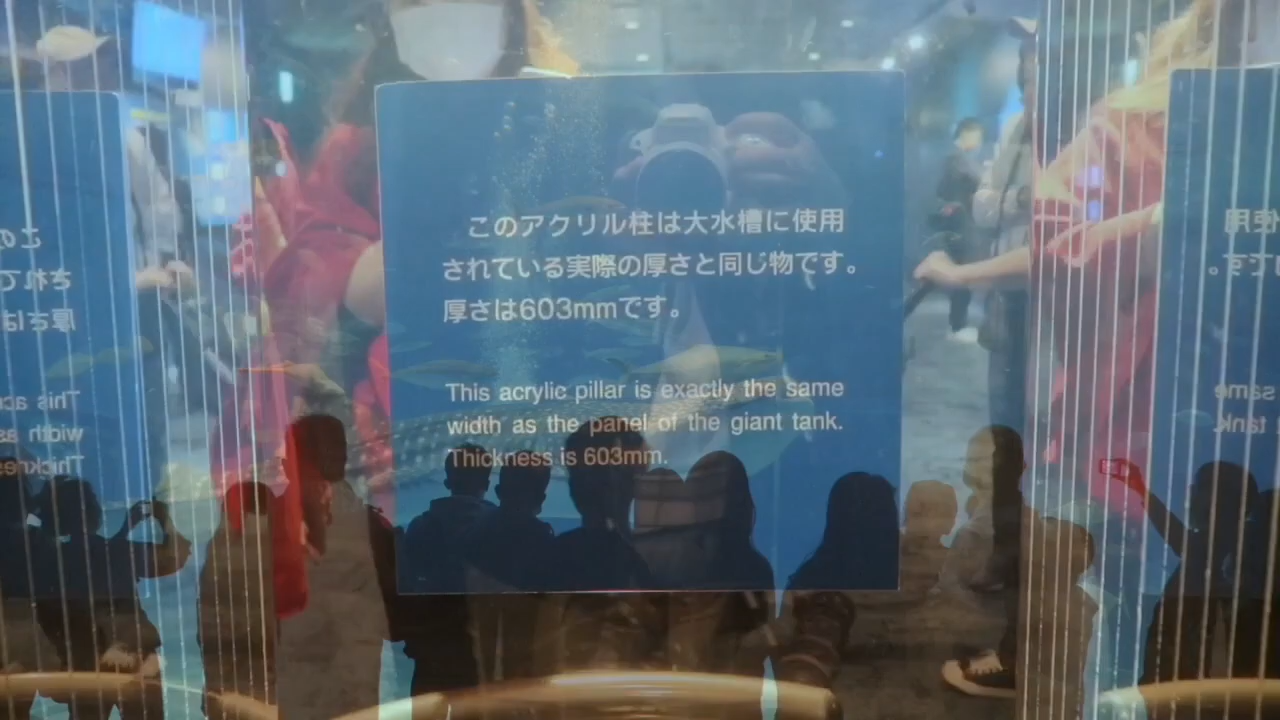 このアクリル柱は大水槽に使用
されている実際の厚さと同じ物です。
厚さは603mmです。
This acrylic pillar is exactly the same
width as the panel of the giant tank.
Thickness is 603mm.